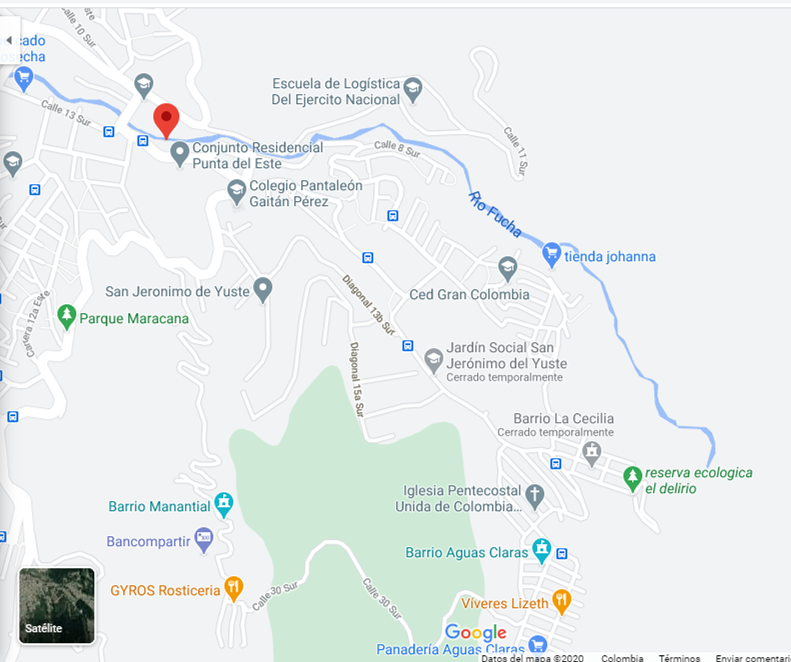 Calle 10 Sur
cado
osecha
Calle 13 Sur
Escuela de Logística
Del Ejercito Nacional
Calle 11 Sur
Conjunto Residencial
Punta del Este
Calle 8 Sur
Colegio Pantaleón
Gaitán Pérez
Río Fucha
tienda johanna
San Jeronimo de Yuste
Ced Gran Colombia
Diagonal 13b Sur
Parque Maracana
Carrera 12a Este
Jardín Social San
Jerónimo del Yuste
Cerrado temporalmente
Diagonal 15a Sur
Barrio La Cecilia
Cerrado temporalmente
reserva ecologica
el delirio
Iglesia Pentecostal
Unida de Colombia...
Barrio Manantial
Bancompartir
Barrio Aguas Claras
GYROS Rosticeria
Calle 30 Sur
Calle 30 Sur
Víveres Lizeth
Satélite
Google
Panadería Aguas Claras
Datos del mapa ©2020 Colombia Términos Enviar comentari